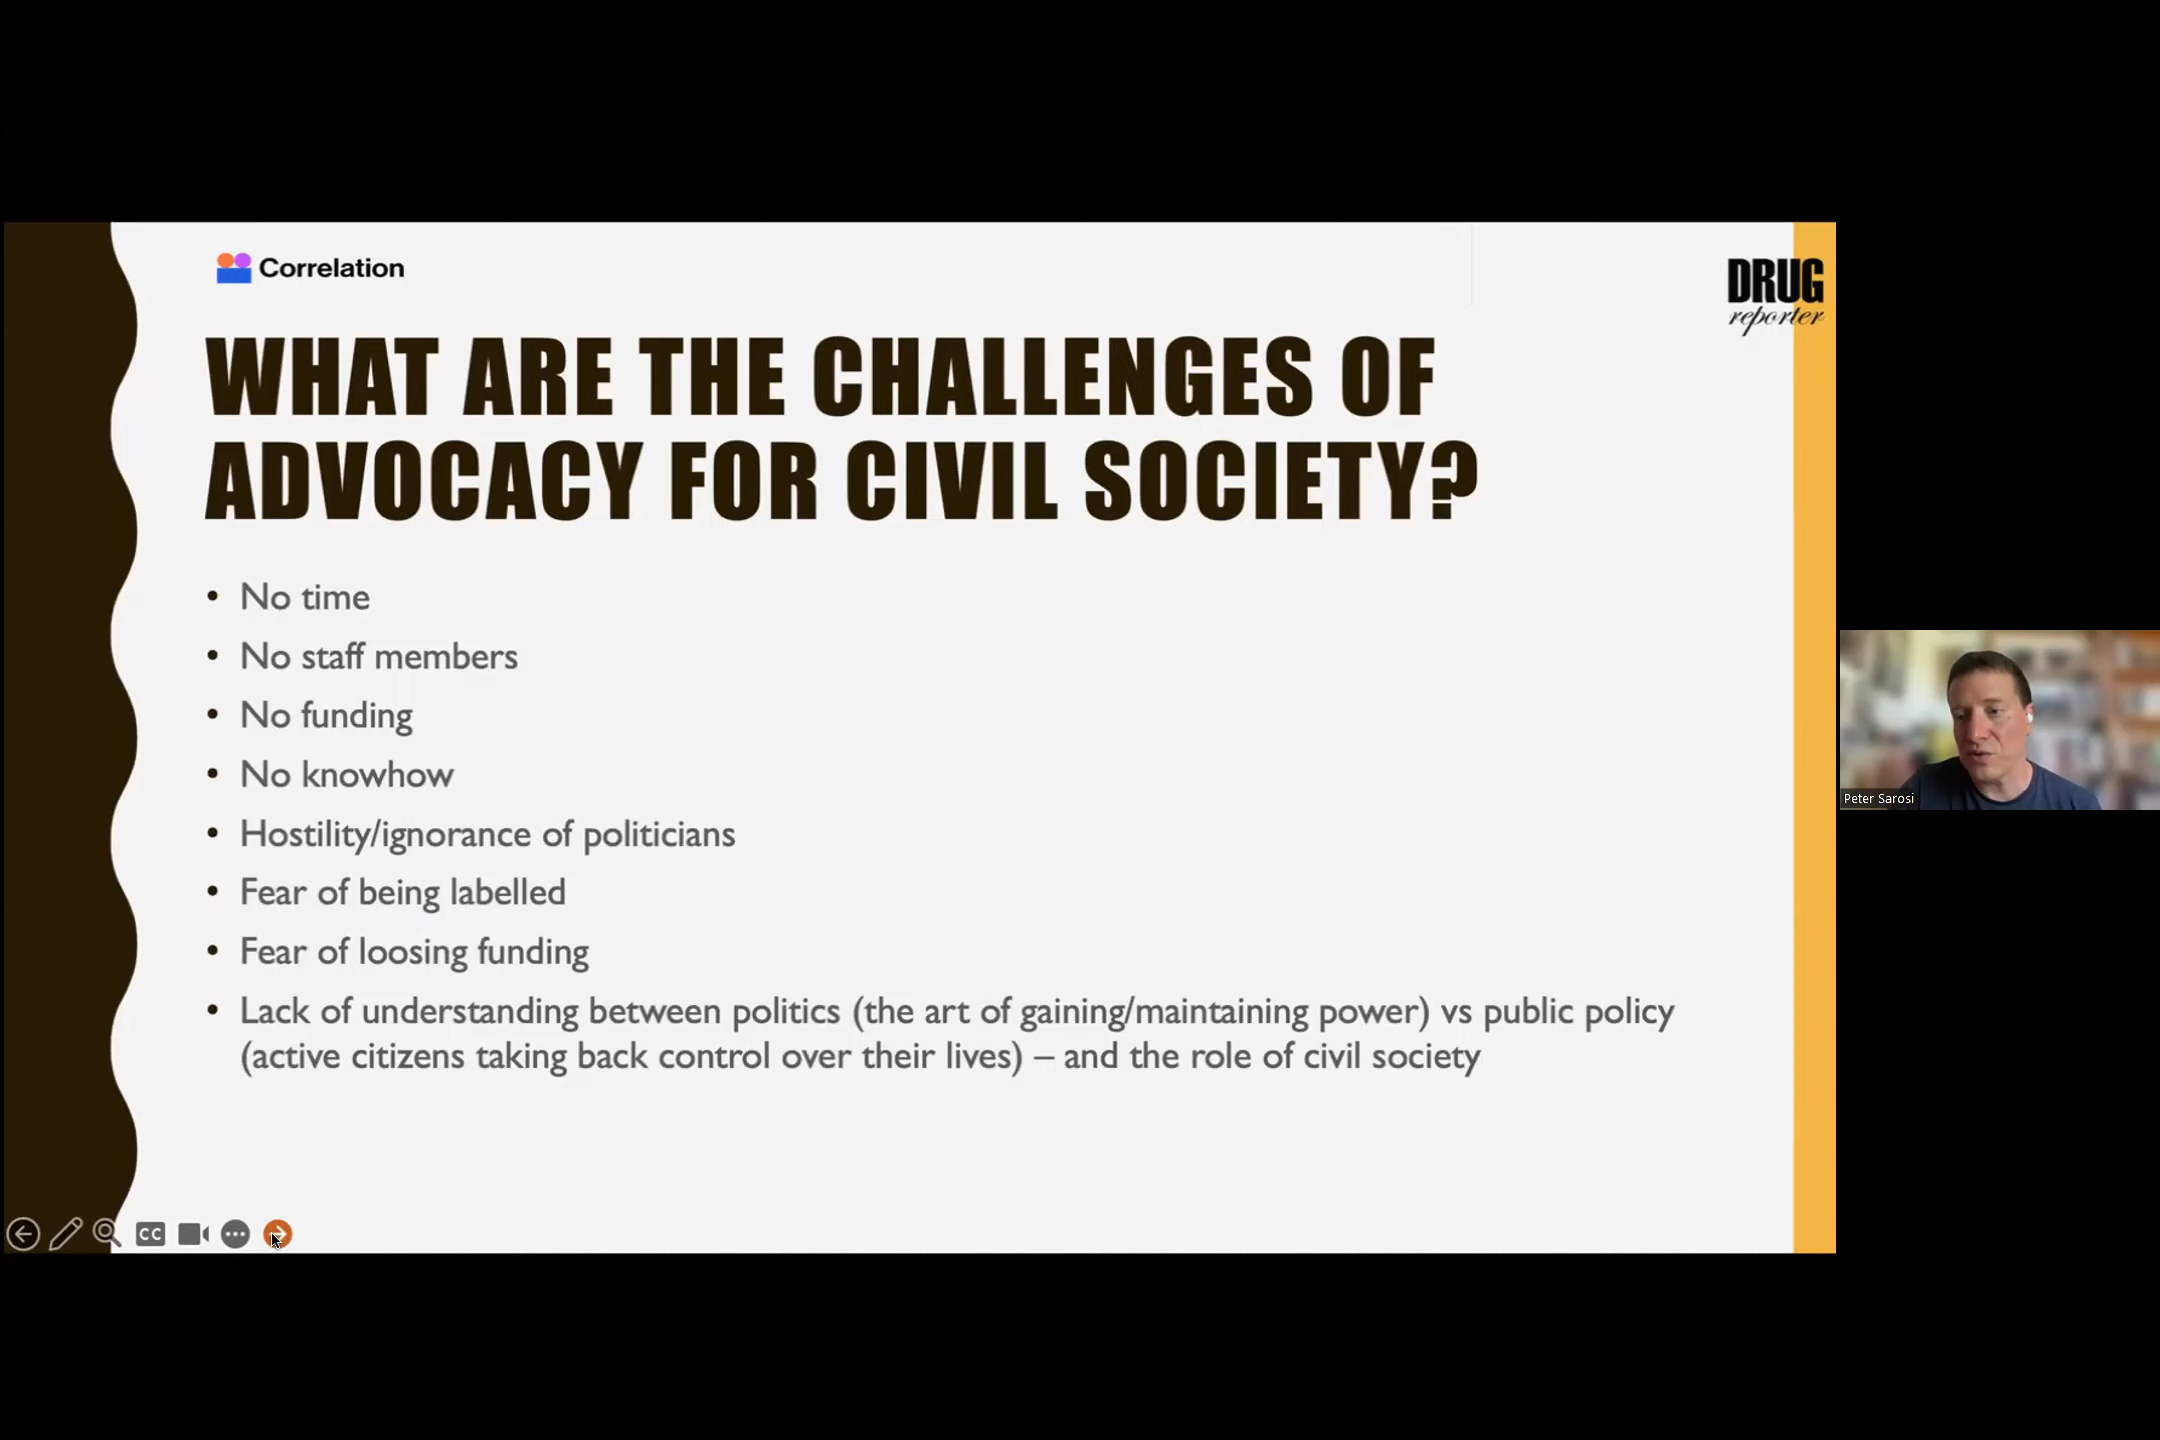 Correlation
DRUG
reporter
WHAT ARE THE CHALLENGES OF
ADVOCACY FOR CIVIL SOCIETY?
• No time
• No staff members
• No funding
• No knowhow
• Hostility/ignorance of politicians
• Fear of being labelled
• Fear of loosing funding
• Lack of understanding between politics (the art of gaining/maintaining power) vs public policy
(active citizens taking back control over their lives) – and the role of civil society
CC
Peter Sarosi